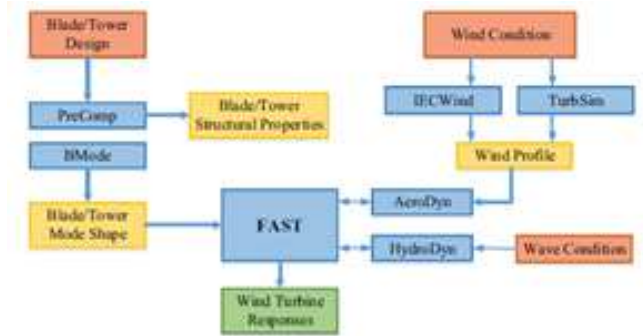 Blade/Tower
Design
Wind Condition
PreComp
Blade/Tower
Structural Properties
IECWind
TurbSim
BMode
Wind Profile
Blade/Tower
Mode Shape
FAST
AeroDyn
HydroDyn
Wave Condition
Wind Turbine
Responses